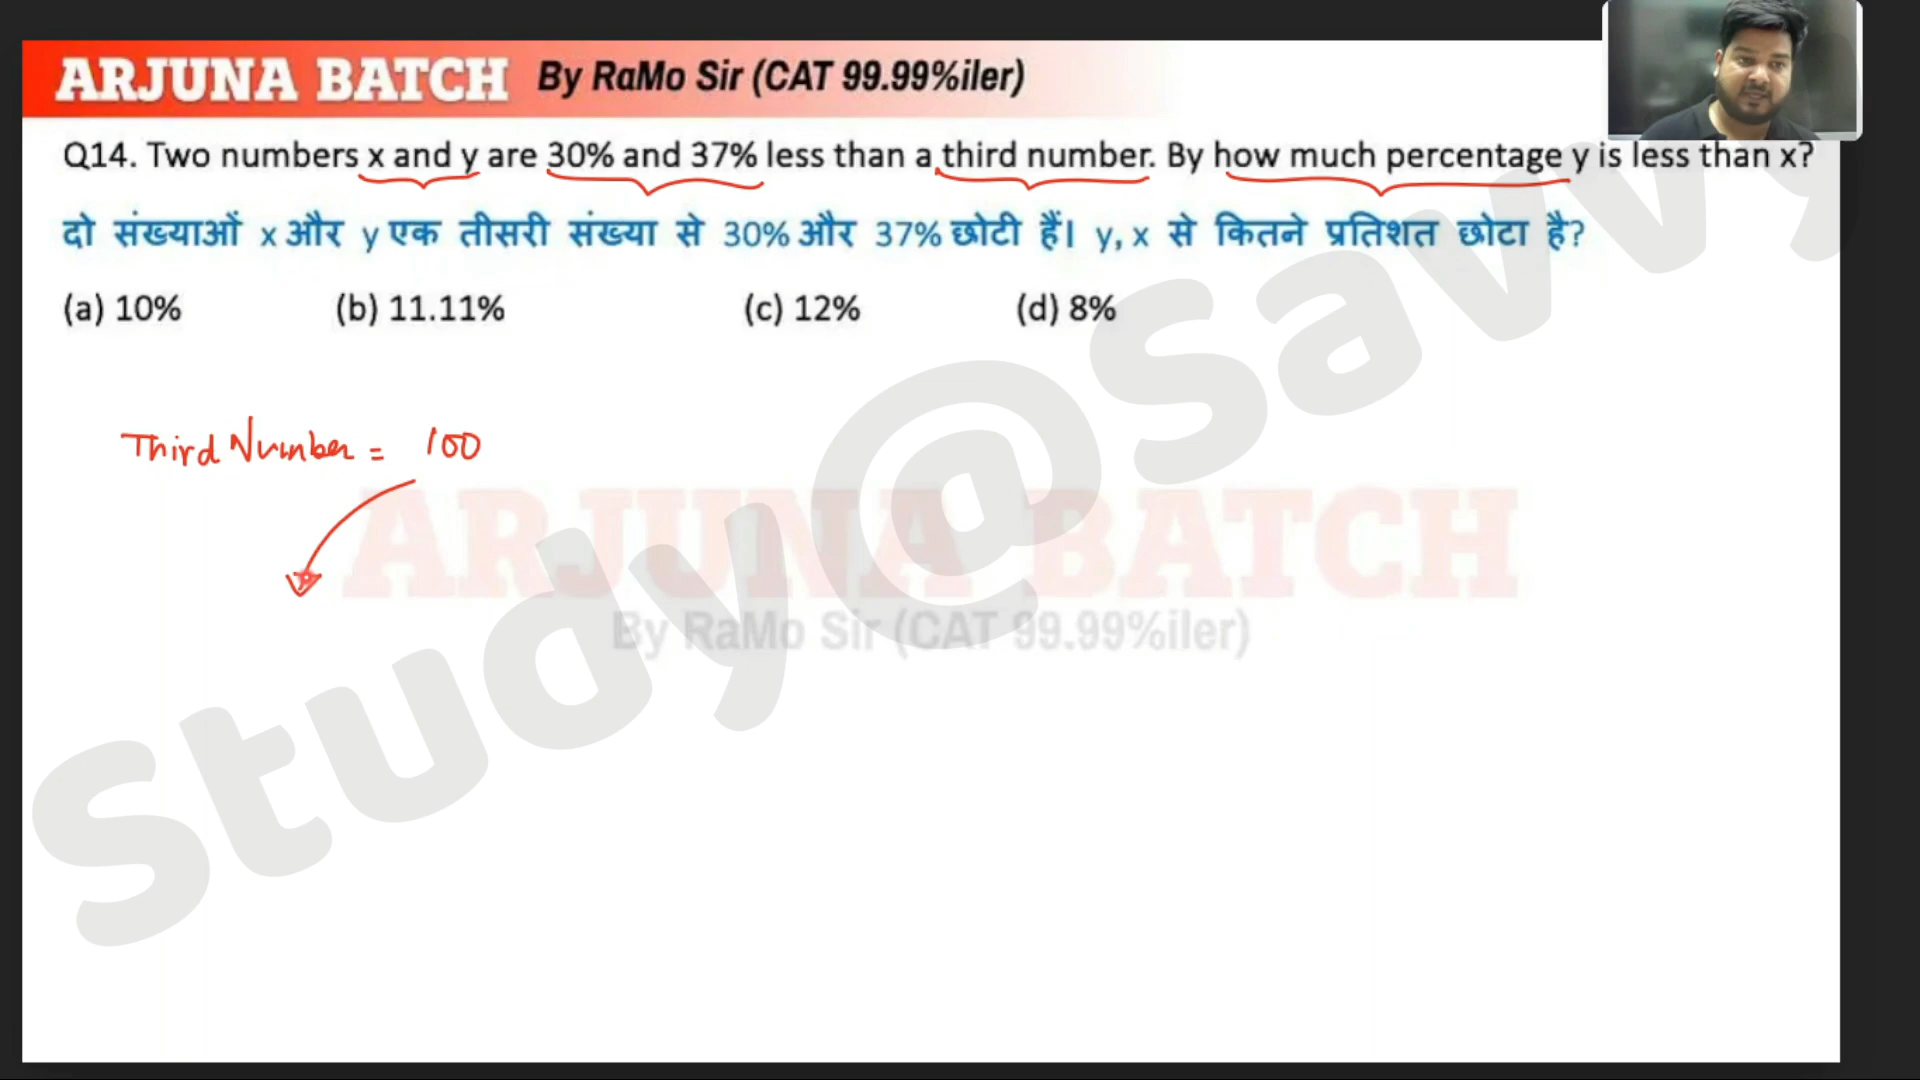 ARJUNA BATCH By RaMo Sir (CAT 99.99%iler)
Q14. Two numbers x and y are 30% and 37% less than a third number. By how much percentage y is less than x?
दो संख्याओं x और y एक तीसरी संख्या से 30% और 37% छोटी हैं। y, x से कितने प्रतिशत छोटा है?
(a) 10% (b) 11.11% (c) 12% (d) 8%
Third Number = 100
ARJUNA BATCH
By RaMo Sir (CAT 99.99%iler)
Study@Savvy